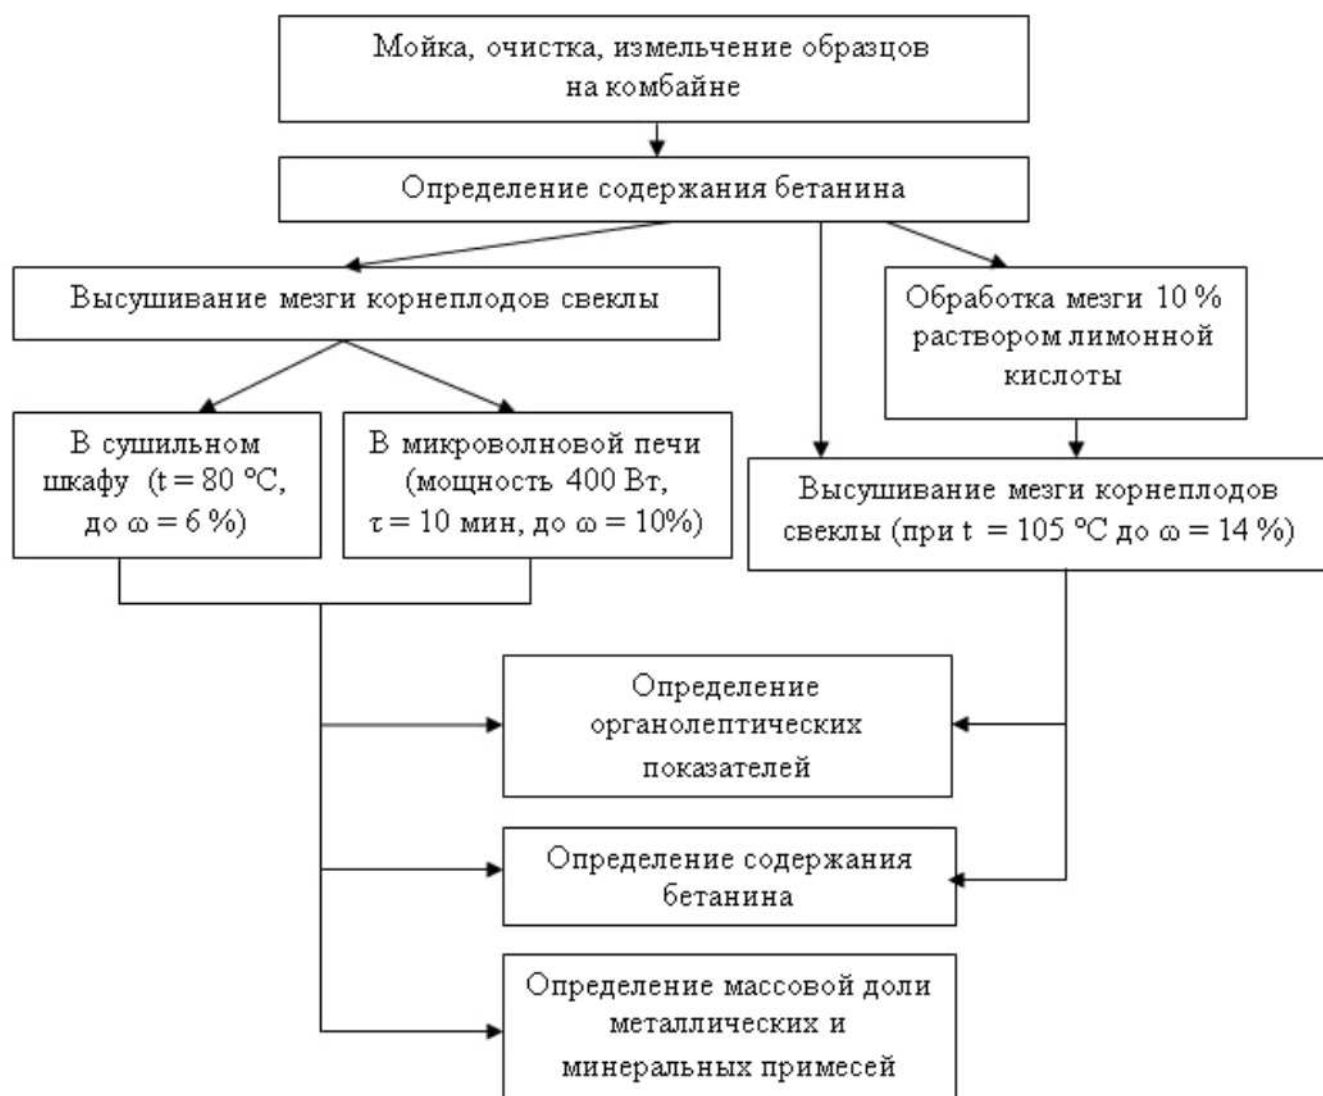 Мойка, очистка, измельчение образцов
на комбайне
Определение содержания бетанина
Высушивание мезги корнеплодов свеклы
Обработка мезги 10 %
раствором лимонной
кислоты
В сушильном
шкафу (t = 80 °C,
до ω = 6 %)
В микроволновой печи
(мощность 400 Вт,
τ = 10 мин, до ω = 10%)
Высушивание мезги корнеплодов
свеклы (при t = 105 °C до ω = 14 %)
Определение
органолептических
показателей
Определение содержания
бетанина
Определение массовой доли
металлических и
минеральных примесей